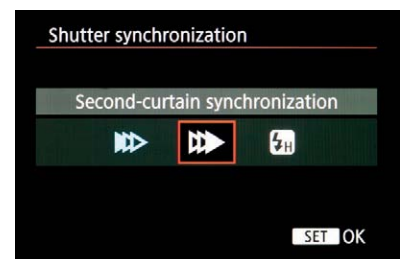 Shutter synchronization
Second-curtain synchronization
H
SET OK